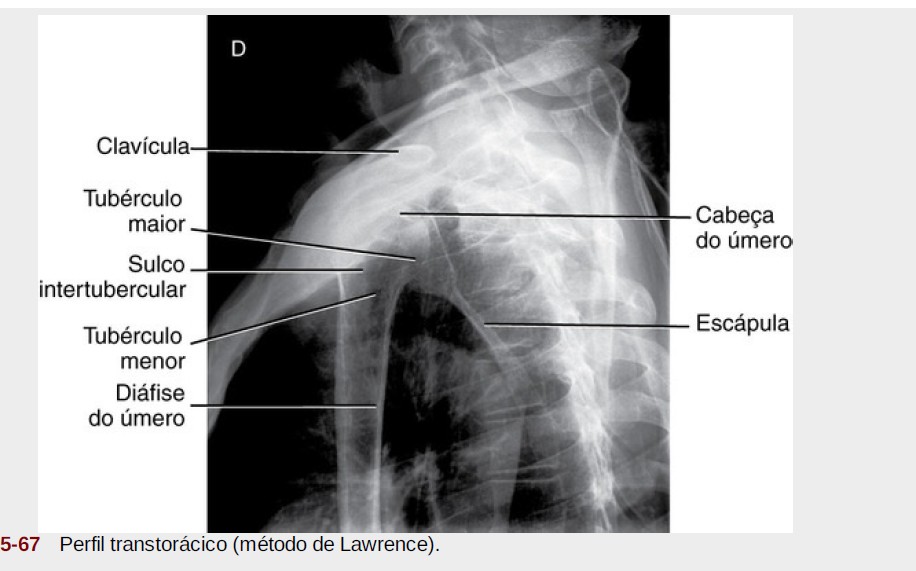 D
Clavícula
Tubérculo
maior
Sulco
intertubercular
Tubérculo
menor
Diáfise
do úmero
Cabeça
do úmero
Escápula
5-67 Perfil transtorácico (método de Lawrence).